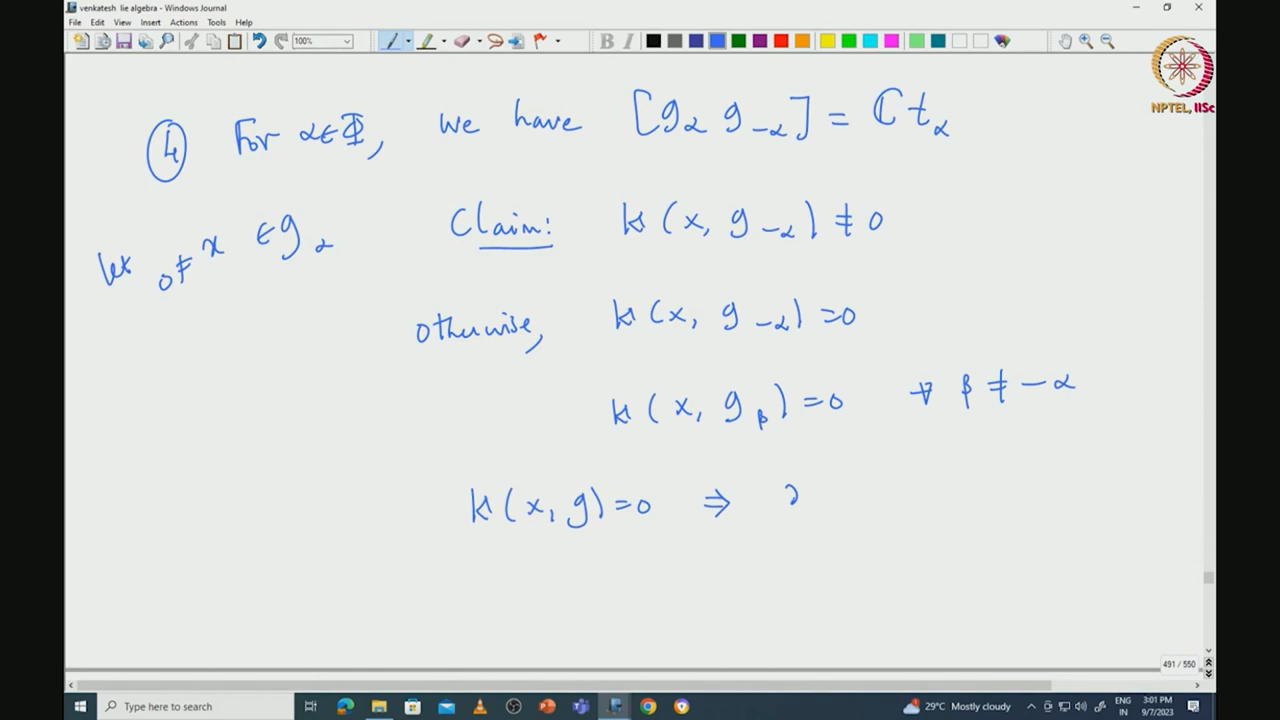 venkatesh lie algebra - Windows Journal
File Edit View Insert Actions Tools Help
100%
NPTEL, IISc
④ For α∈Φ, we have [g_α g_-α] = ℂ t_α
let 0≠ x ∈ g_α Claim: κ(x, g_-α) ≠ 0
otherwise, κ(x, g_-α) =0
κ(x, g_β) =0 ∀ β ≠ -α
κ(x, g) =0 ⇒
491 / 550
Type here to search
29°C Mostly cloudy
ENG
IN
3:01 PM
9/7/2023